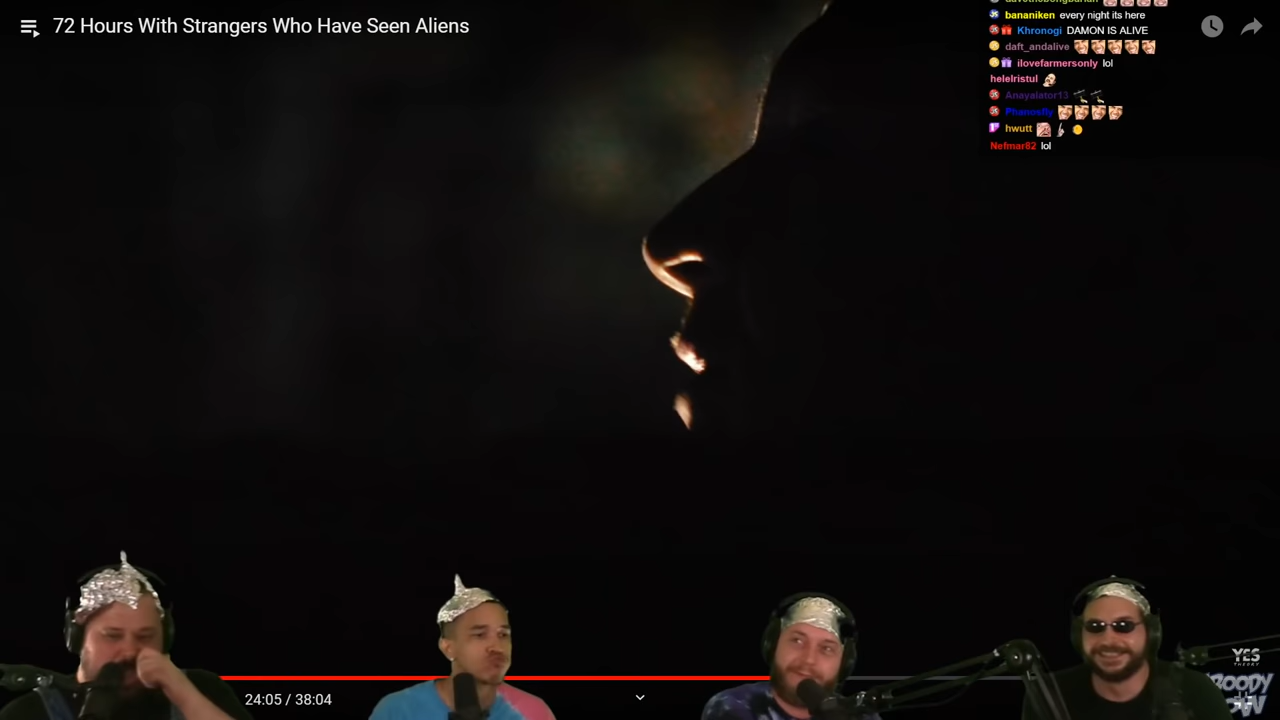 72 Hours With Strangers Who Have Seen Aliens
bananiken every night its here
Khronogi DAMON IS ALIVE
daft_andalive
ilovefarmersonly lol
helelristul
Anayalator13
Phanosfly
hwutt
Nefmar82 lol
24:05 / 38:04
YES
THEORY